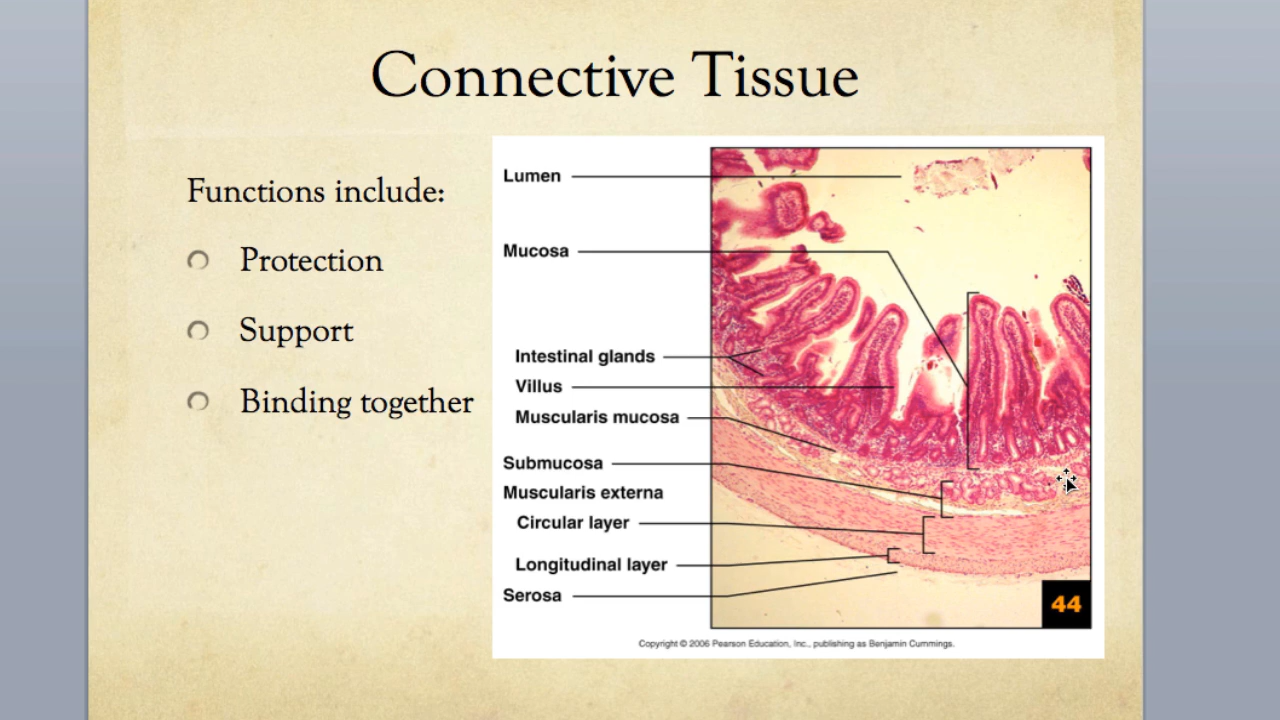 Connective Tissue
Functions include:
Protection
Support
Binding together
Lumen
Mucosa
Intestinal glands
Villus
Muscularis mucosa
Submucosa
Muscularis externa
Circular layer
Longitudinal layer
Serosa
44
Copyright © 2006 Pearson Education, Inc., publishing as Benjamin Cummings.